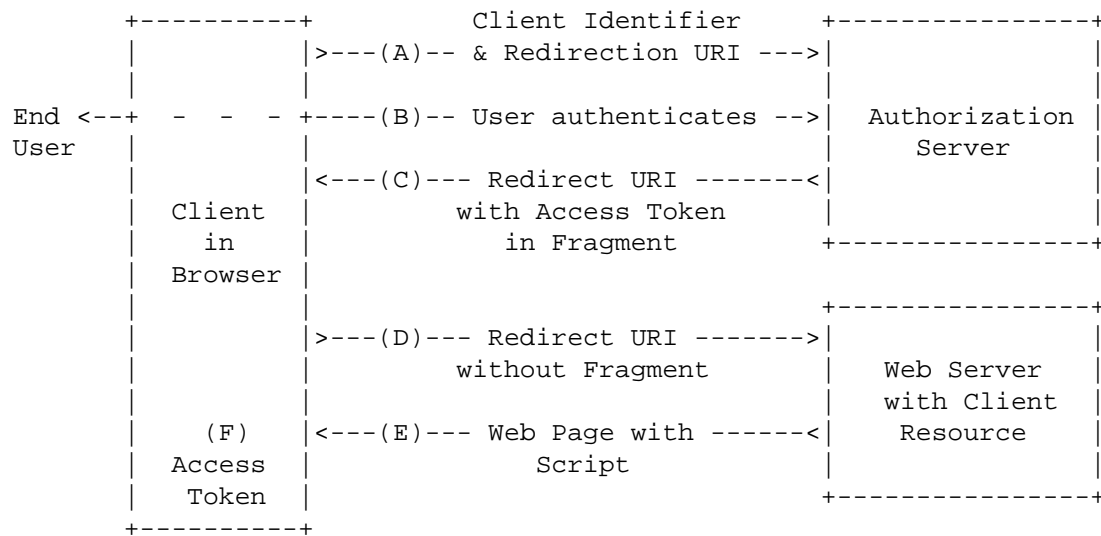 Client Identifier
>---(A)-- & Redirection URI --->
End <--+ - - - +----(B)-- User authenticates -->| Authorization
User Server
<---(C)--- Redirect URI -------<
Client with Access Token
in in Fragment
Browser
>---(D)--- Redirect URI ------->
without Fragment Web Server
with Client
(F) <---(E)--- Web Page with ------< Resource
Access Script
Token